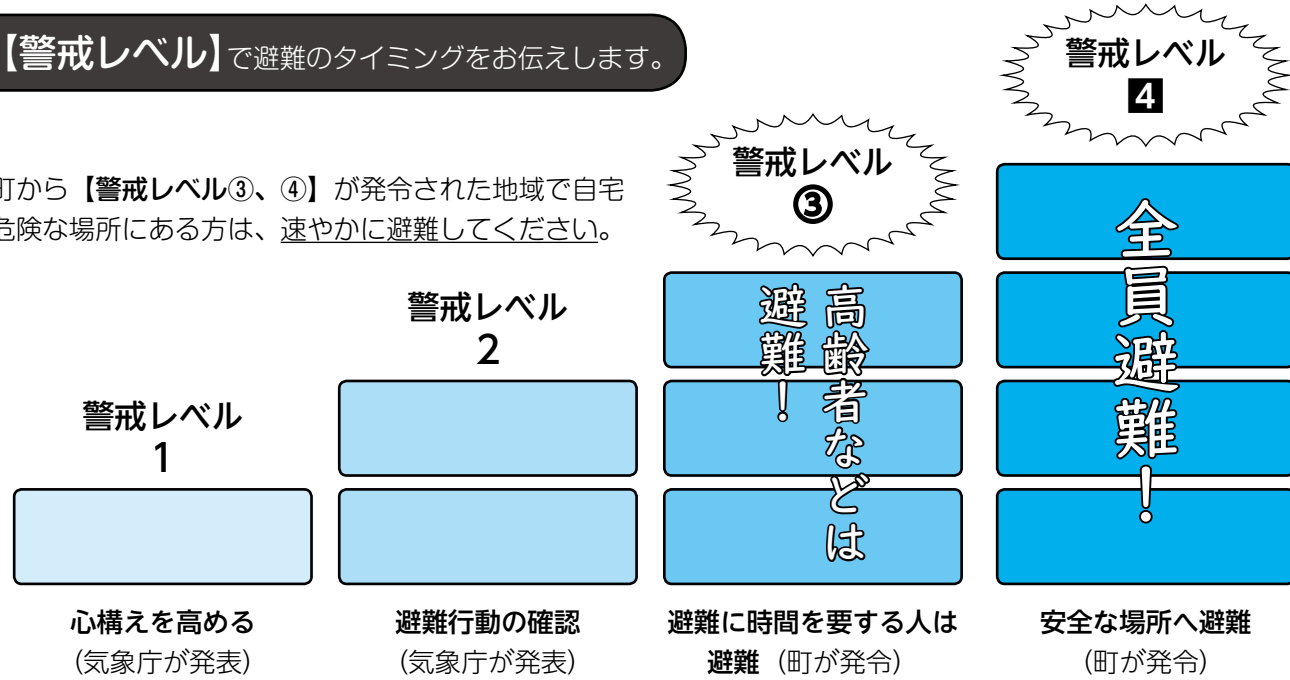 【警戒レベル】で避難のタイミングをお伝えします。
町から【警戒レベル③、④】が発令された地域で自宅
危険な場所にある方は、速やかに避難してください。
警戒レベル
1
心構えを高める
(気象庁が発表)
警戒レベル
2
避難行動の確認
(気象庁が発表)
警戒レベル
③
高齢者などは
避難!
避難に時間を要する人は
避難(町が発令)
警戒レベル
4
全員避難!
安全な場所へ避難
(町が発令)